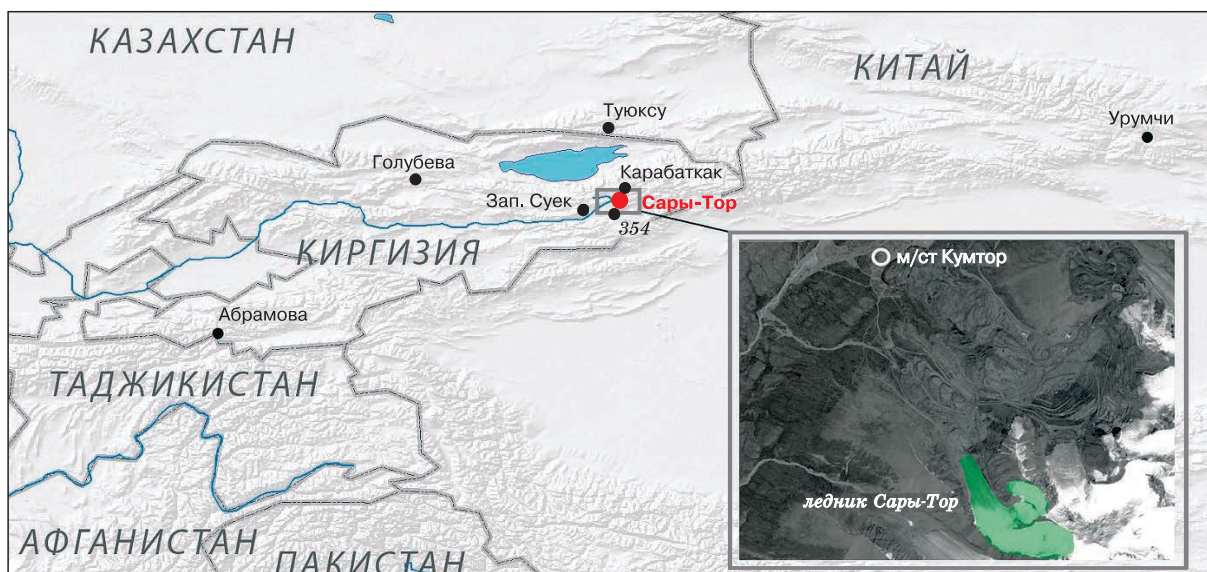 КАЗАХСТАН
КИТАЙ
Туюксу
Урумчи
Голубева
Карабаткак
Зап. Суек
Сары-Тор
354
КИРГИЗИЯ
м/ст Кумтор
Абрамова
ТАДЖИКИСТАН
ледник Сары-Тор
АФГАНИСТАН
ПАКИСТАН